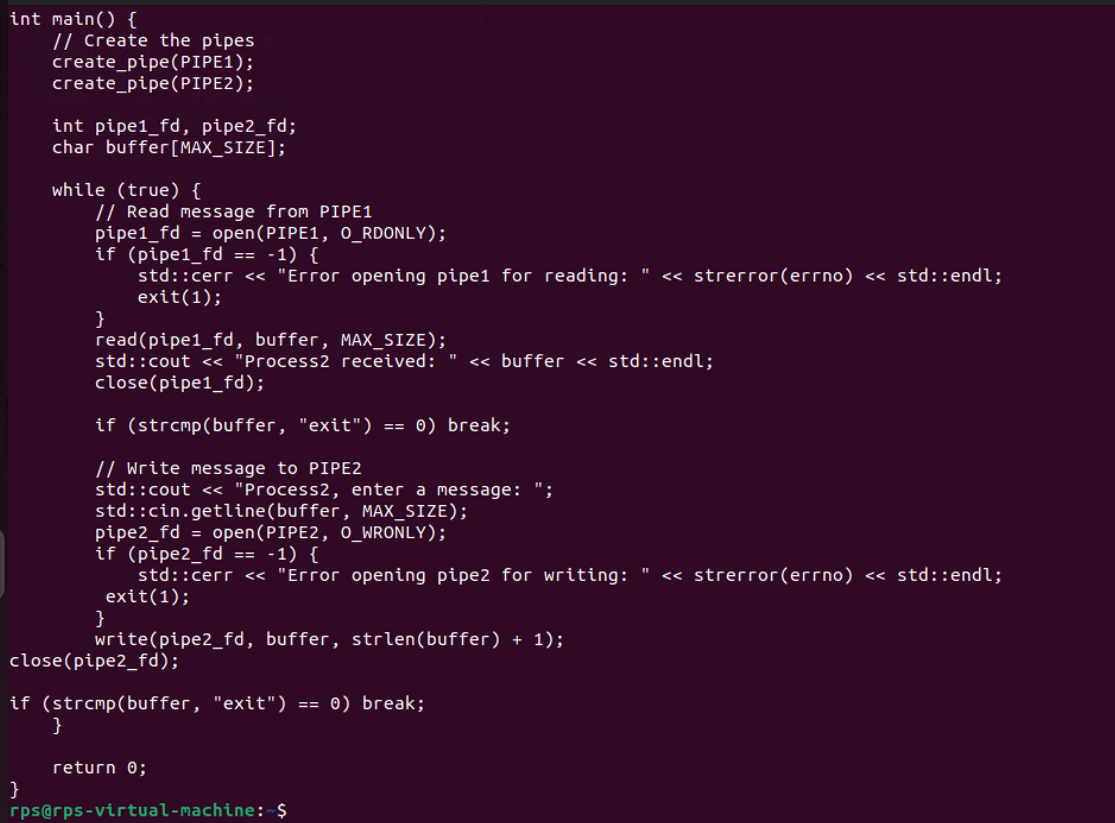 int main() {
    // Create the pipes
    create_pipe(PIPE1);
    create_pipe(PIPE2);

    int pipe1_fd, pipe2_fd;
    char buffer[MAX_SIZE];

    while (true) {
        // Read message from PIPE1
        pipe1_fd = open(PIPE1, O_RDONLY);
        if (pipe1_fd == -1) {
            std::cerr << "Error opening pipe1 for reading: " << strerror(errno) << std::endl;
            exit(1);
        }
        read(pipe1_fd, buffer, MAX_SIZE);
        std::cout << "Process2 received: " << buffer << std::endl;
        close(pipe1_fd);

        if (strcmp(buffer, "exit") == 0) break;

        // Write message to PIPE2
        std::cout << "Process2, enter a message: ";
        std::cin.getline(buffer, MAX_SIZE);
        pipe2_fd = open(PIPE2, O_WRONLY);
        if (pipe2_fd == -1) {
            std::cerr << "Error opening pipe2 for writing: " << strerror(errno) << std::endl;
         exit(1);
        }
        write(pipe2_fd, buffer, strlen(buffer) + 1);
close(pipe2_fd);

if (strcmp(buffer, "exit") == 0) break;
    }

    return 0;
}
rps@rps-virtual-machine:~$